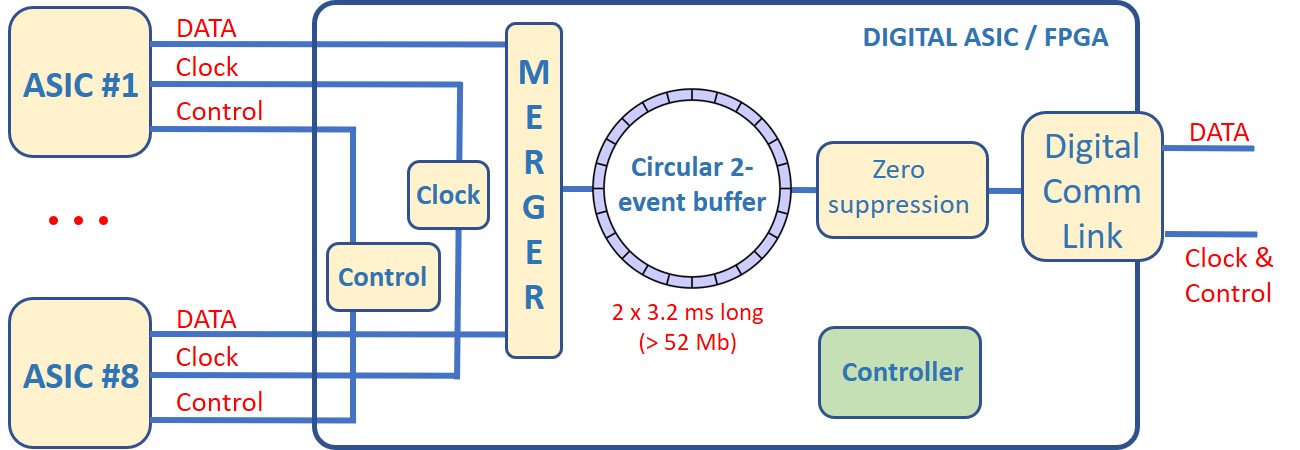 DIGITAL ASIC / FPGA
ASIC #1
DATA
Clock
Control
• • •
ASIC #8
DATA
Clock
Control
Clock
Control
M
E
R
G
E
R
Circular 2-
event buffer
2 x 3.2 ms long
(> 52 Mb)
Zero
suppression
Controller
Digital
Comm
Link
DATA
Clock &
Control